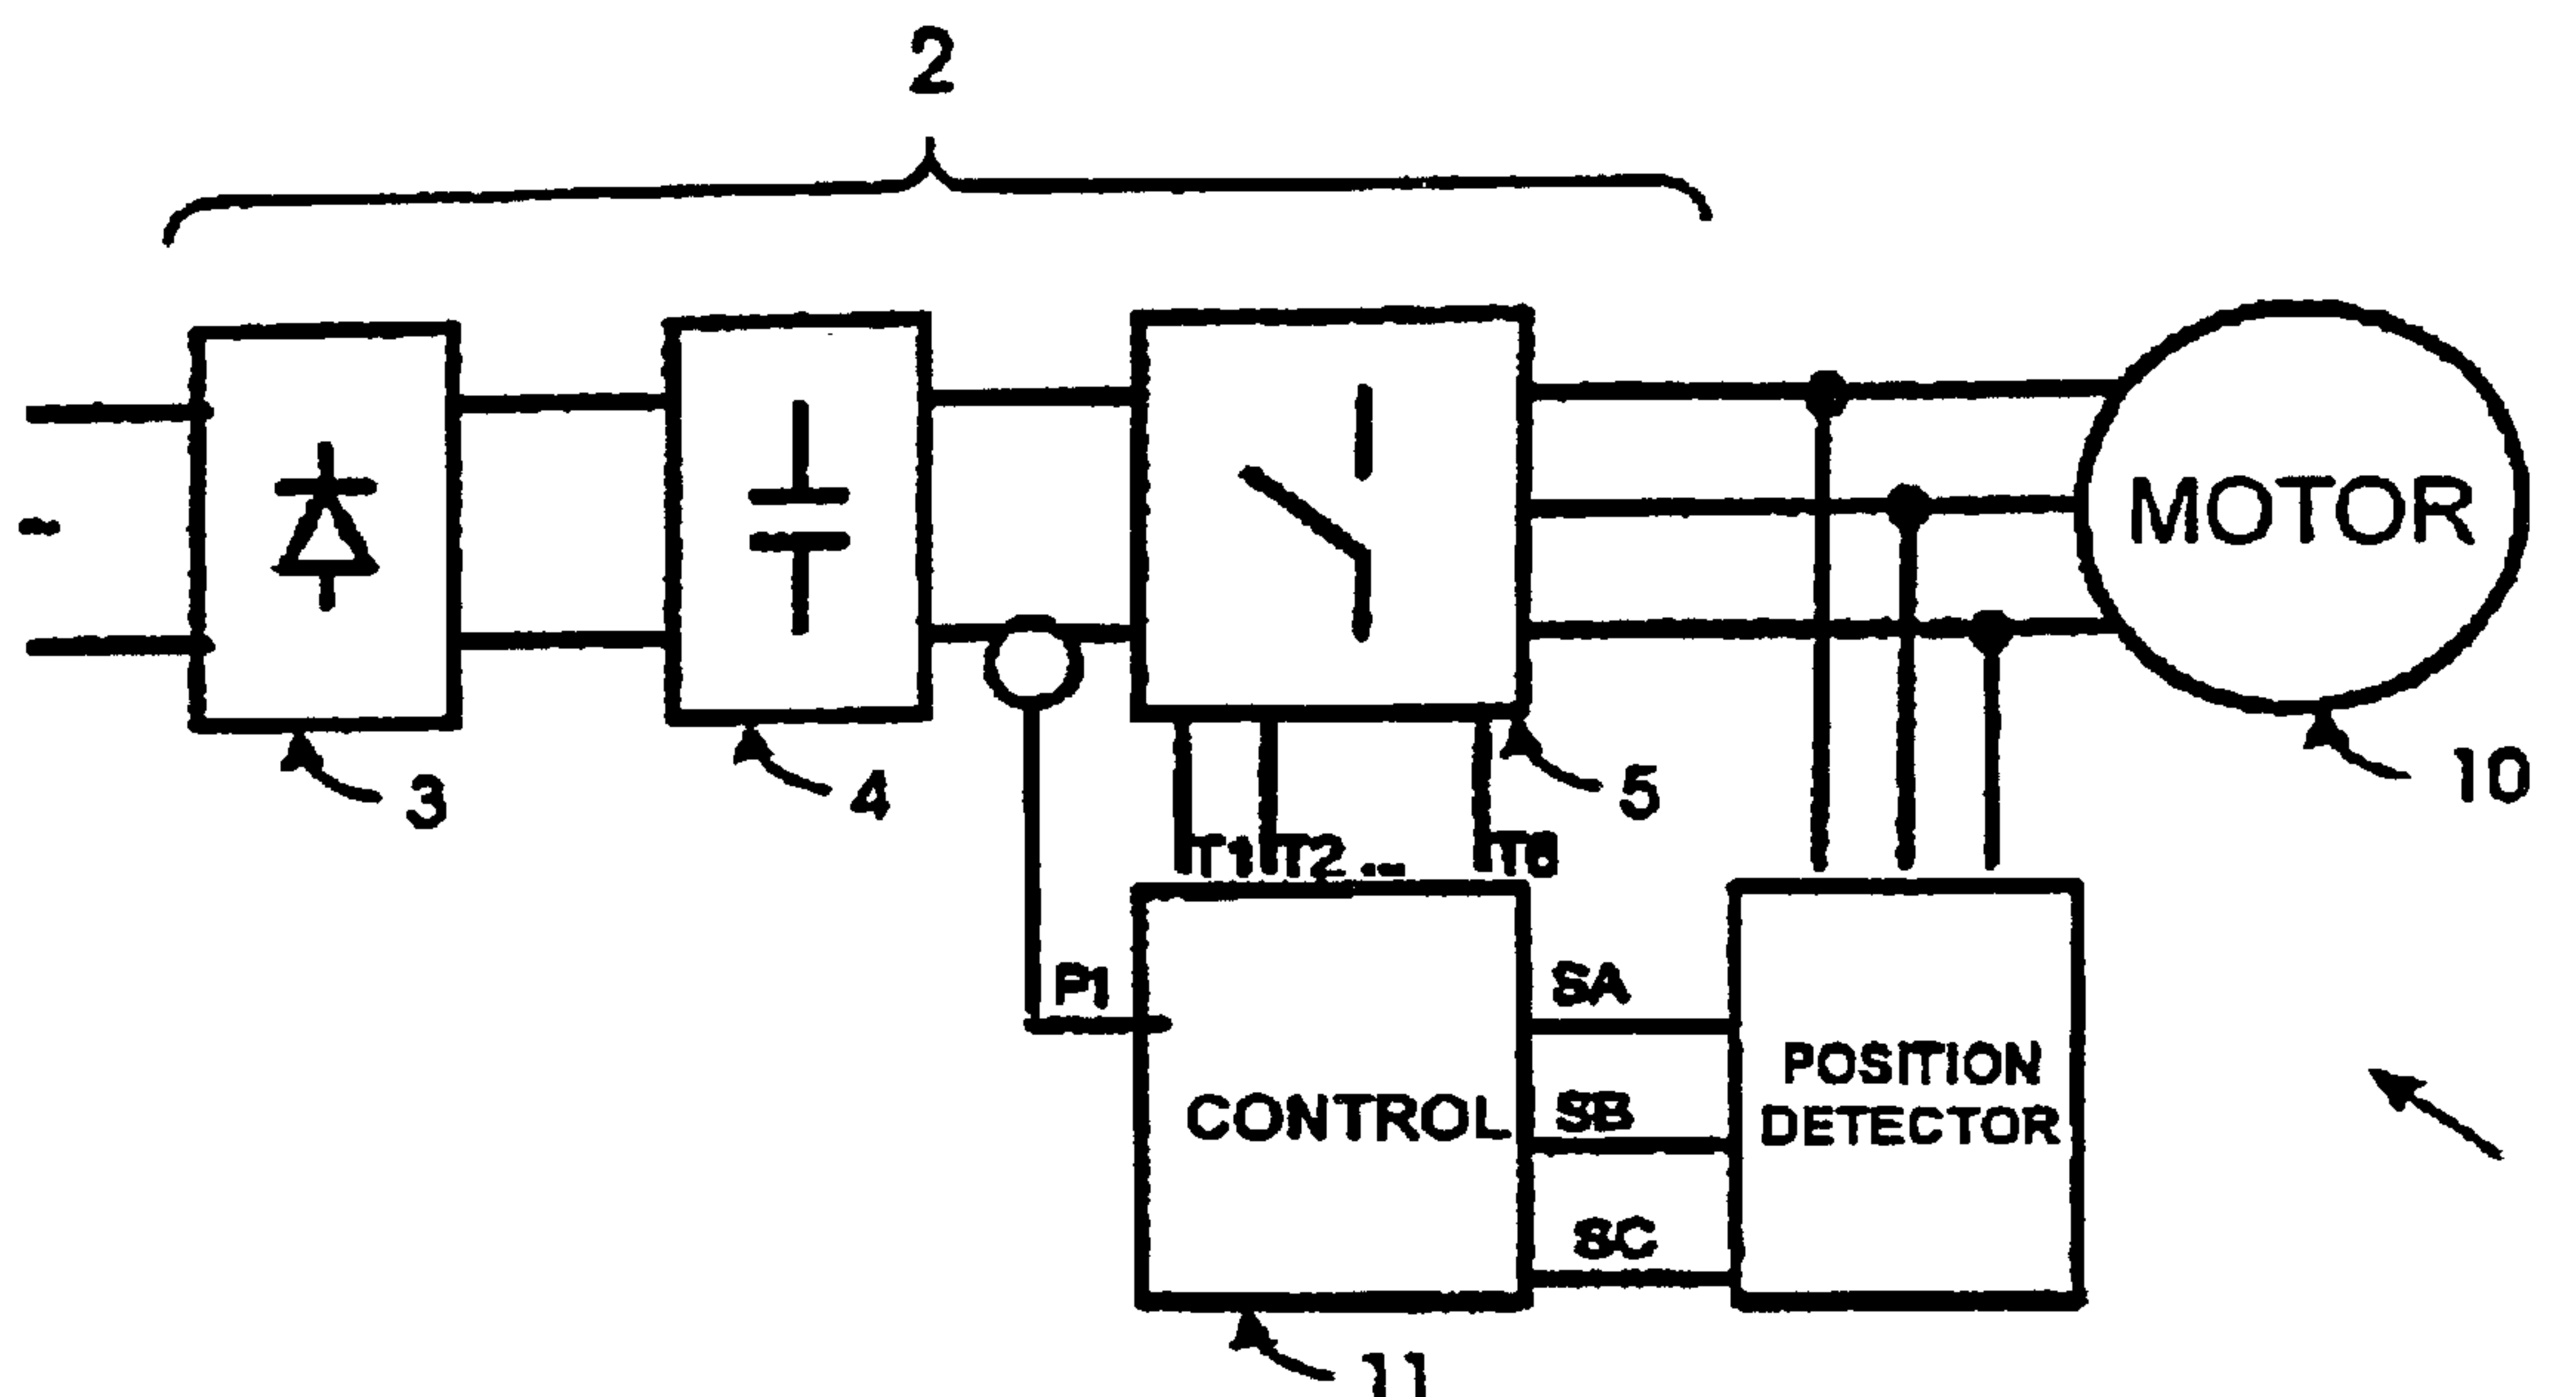 2
~
MOTOR
3
4
5
10
T1 T2 ... T6
P1
SA
CONTROL
SB
POSITION
DETECTOR
SC
11